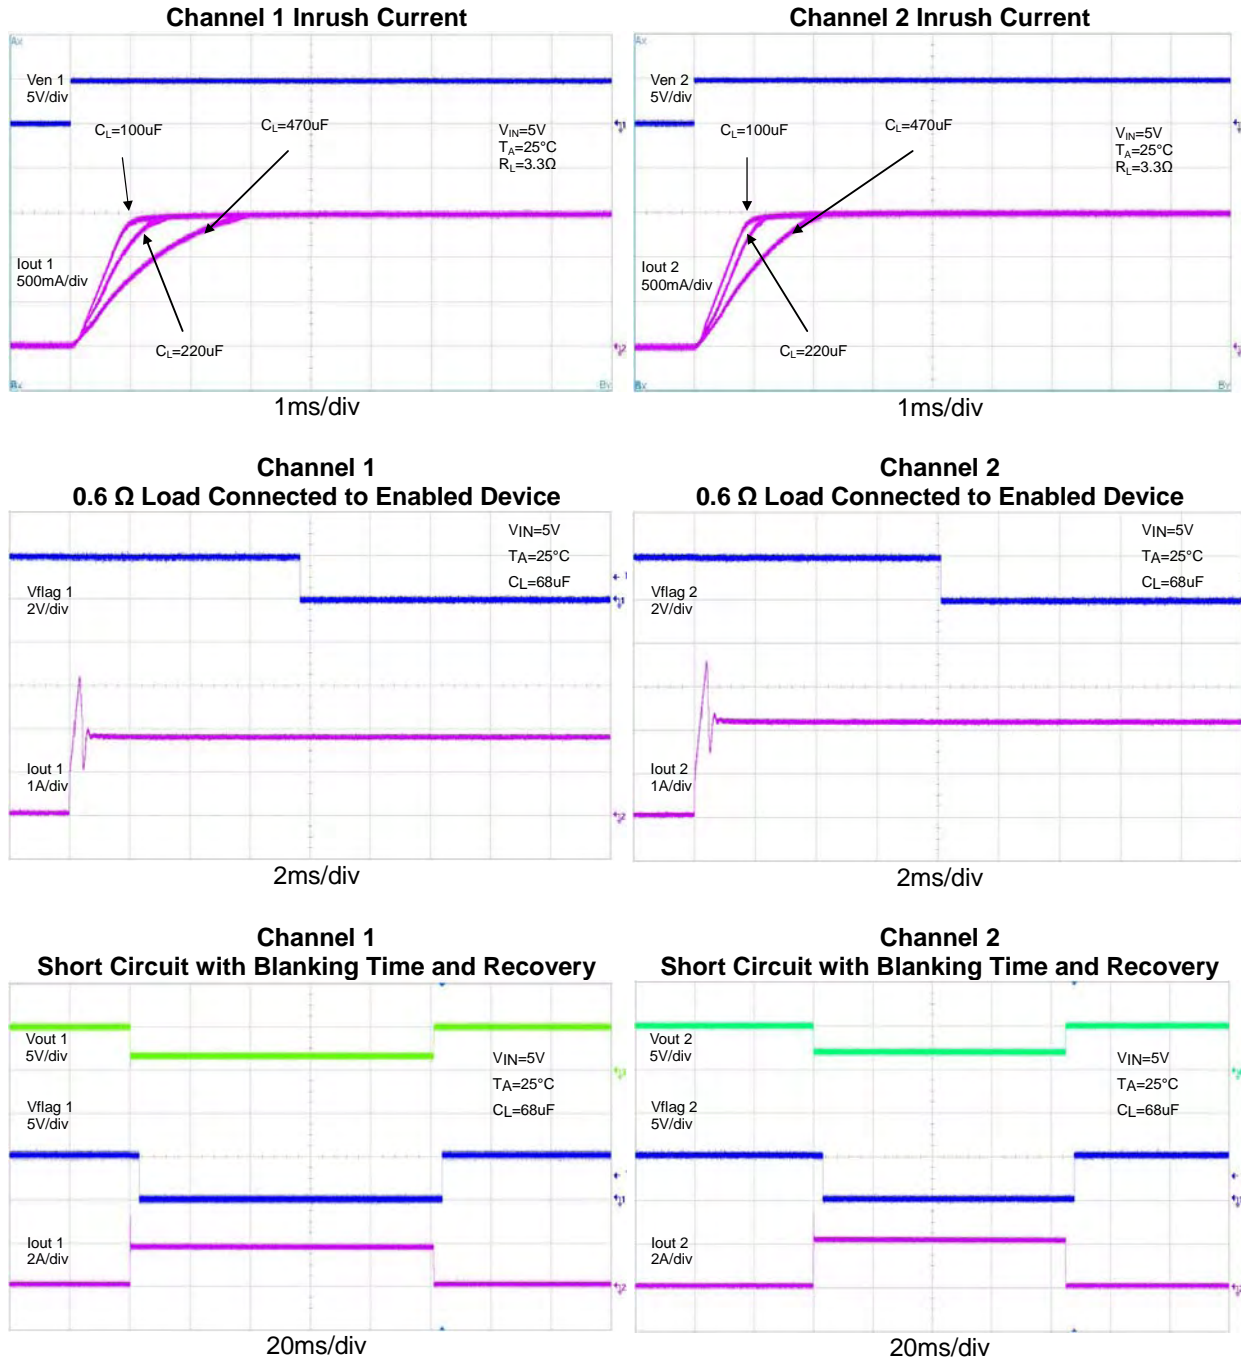 Channel 1 Inrush Current
Ven 1
5V/div
CL=100uF
CL=470uF
VIN=5V
TA=25°C
RL=3.3Ω
Iout 1
500mA/div
CL=220uF
1ms/div
Channel 2 Inrush Current
Ven 2
5V/div
CL=100uF
CL=470uF
VIN=5V
TA=25°C
RL=3.3Ω
Iout 2
500mA/div
CL=220uF
1ms/div
Channel 1
0.6 Ω Load Connected to Enabled Device
VIN=5V
TA=25°C
CL=68uF
Vflag 1
2V/div
Iout 1
1A/div
2ms/div
Channel 2
0.6 Ω Load Connected to Enabled Device
VIN=5V
TA=25°C
CL=68uF
Vflag 2
2V/div
Iout 2
1A/div
2ms/div
Channel 1
Short Circuit with Blanking Time and Recovery
Vout 1
5V/div
VIN=5V
TA=25°C
CL=68uF
Vflag 1
5V/div
Iout 1
2A/div
20ms/div
Channel 2
Short Circuit with Blanking Time and Recovery
Vout 2
5V/div
VIN=5V
TA=25°C
CL=68uF
Vflag 2
5V/div
Iout 2
2A/div
20ms/div